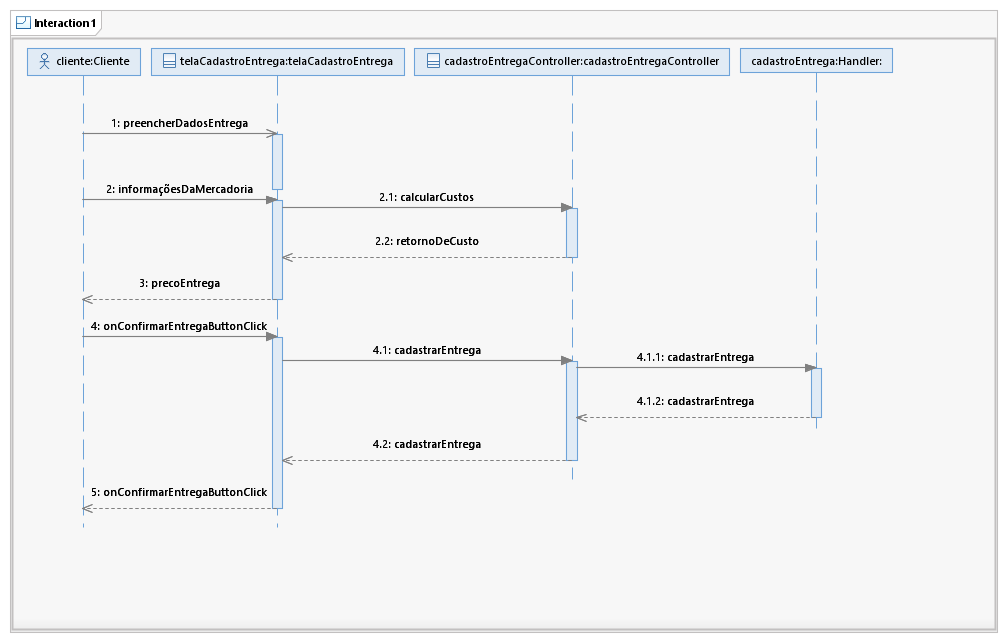 Interaction1
cliente:Cliente
telaCadastroEntrega:telaCadastroEntrega
cadastroEntregaController:cadastroEntregaController
cadastroEntrega:Handler:
1: preencherDadosEntrega
2: informaçõesDaMercadoria
2.1: calcularCustos
2.2: retornoDeCusto
3: precoEntrega
4: onConfirmarEntregaButtonClick
4.1: cadastrarEntrega
4.1.1: cadastrarEntrega
4.1.2: cadastrarEntrega
4.2: cadastrarEntrega
5: onConfirmarEntregaButtonClick